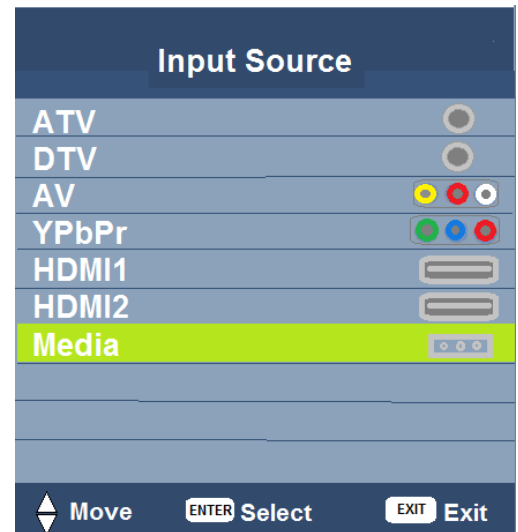 Input Source
ATV
DTV
AV
YPbPr
HDMI1
HDMI2
Media
Move ENTER Select EXIT Exit